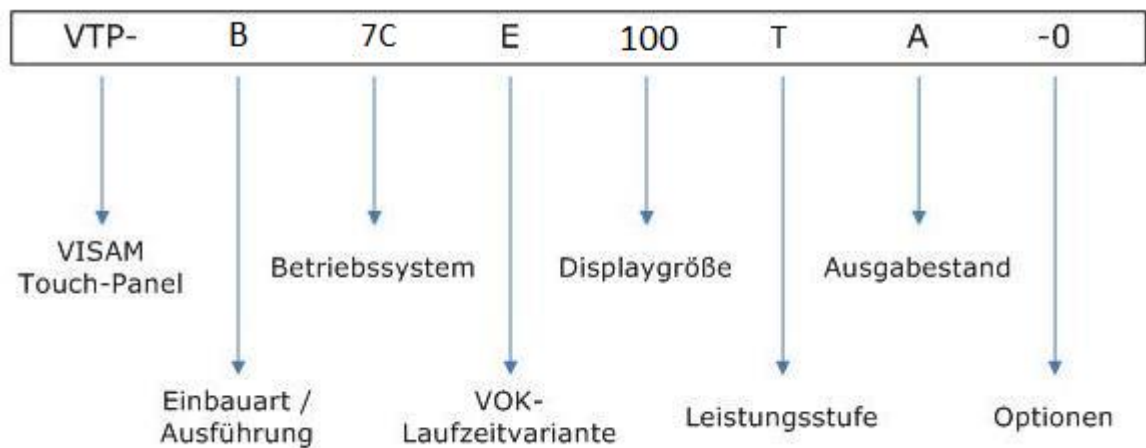 VTP- B 7C E 100 T A -0
VISAM
Touch-Panel
Betriebssystem
Displaygröße
Ausgabestand
Einbauart /
Ausführung
VOK-
Laufzeitvariante
Leistungsstufe
Optionen